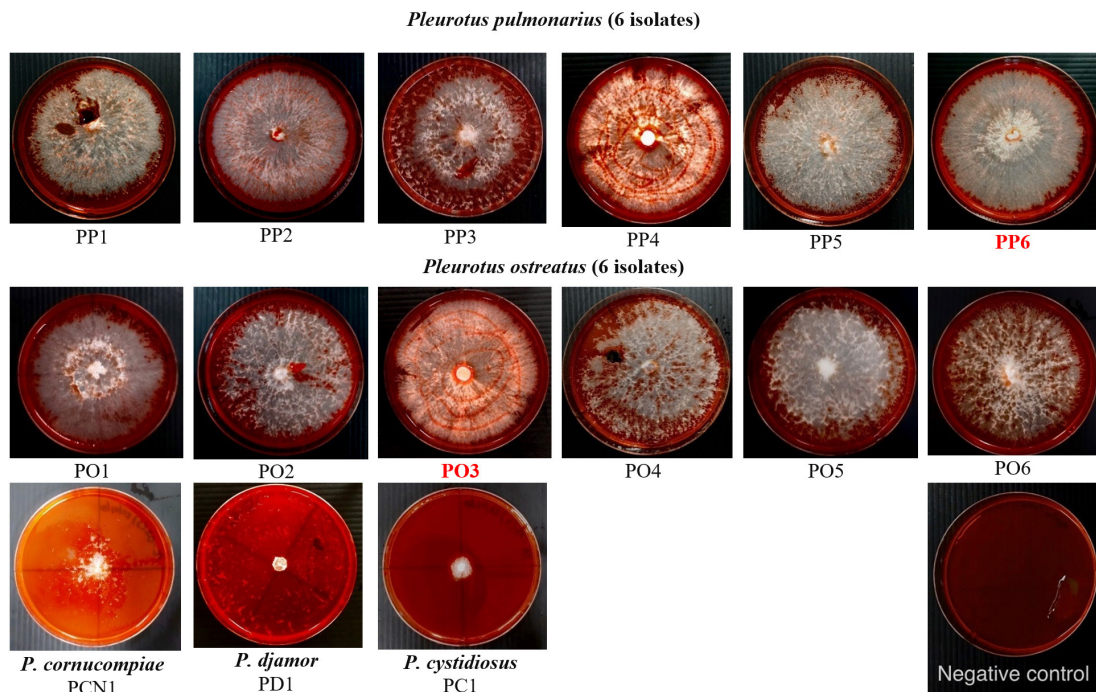 Pleurotus pulmonarius (6 isolates)
PP1 PP2 PP3 PP4 PP5 PP6
Pleurotus ostreatus (6 isolates)
PO1 PO2 PO3 PO4 PO5 PO6
P. cornucompiae P. djamor P. cystidiosus Negative control
PCN1 PD1 PC1